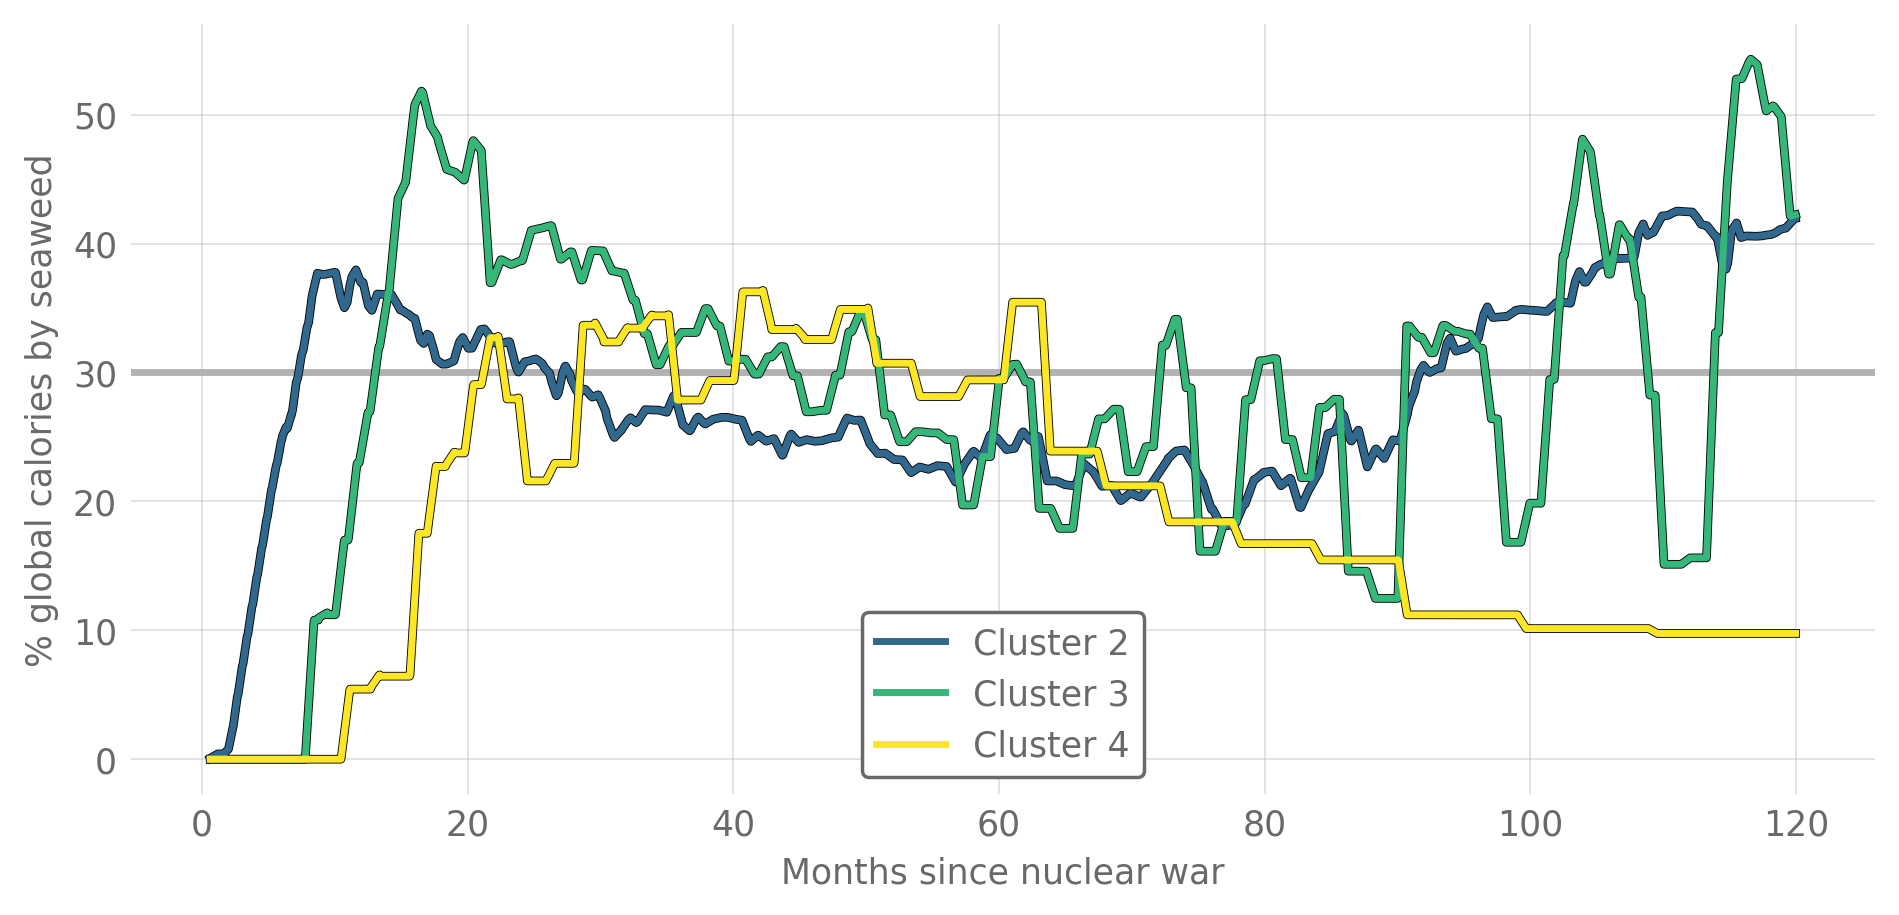 % global calories by seaweed
50
40
30
20
10
0
Cluster 2
Cluster 3
Cluster 4
0 20 40 60 80 100 120
Months since nuclear war